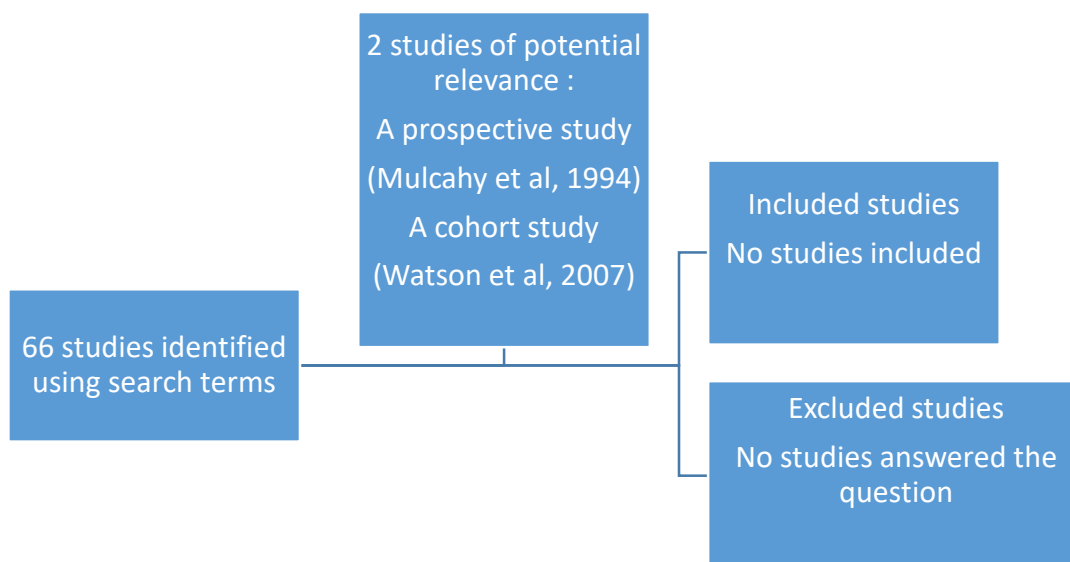 66 studies identified
using search terms
2 studies of potential
relevance :
A prospective study
(Mulcahy et al, 1994)
A cohort study
(Watson et al, 2007)
Included studies
No studies included
Excluded studies
No studies answered the
question